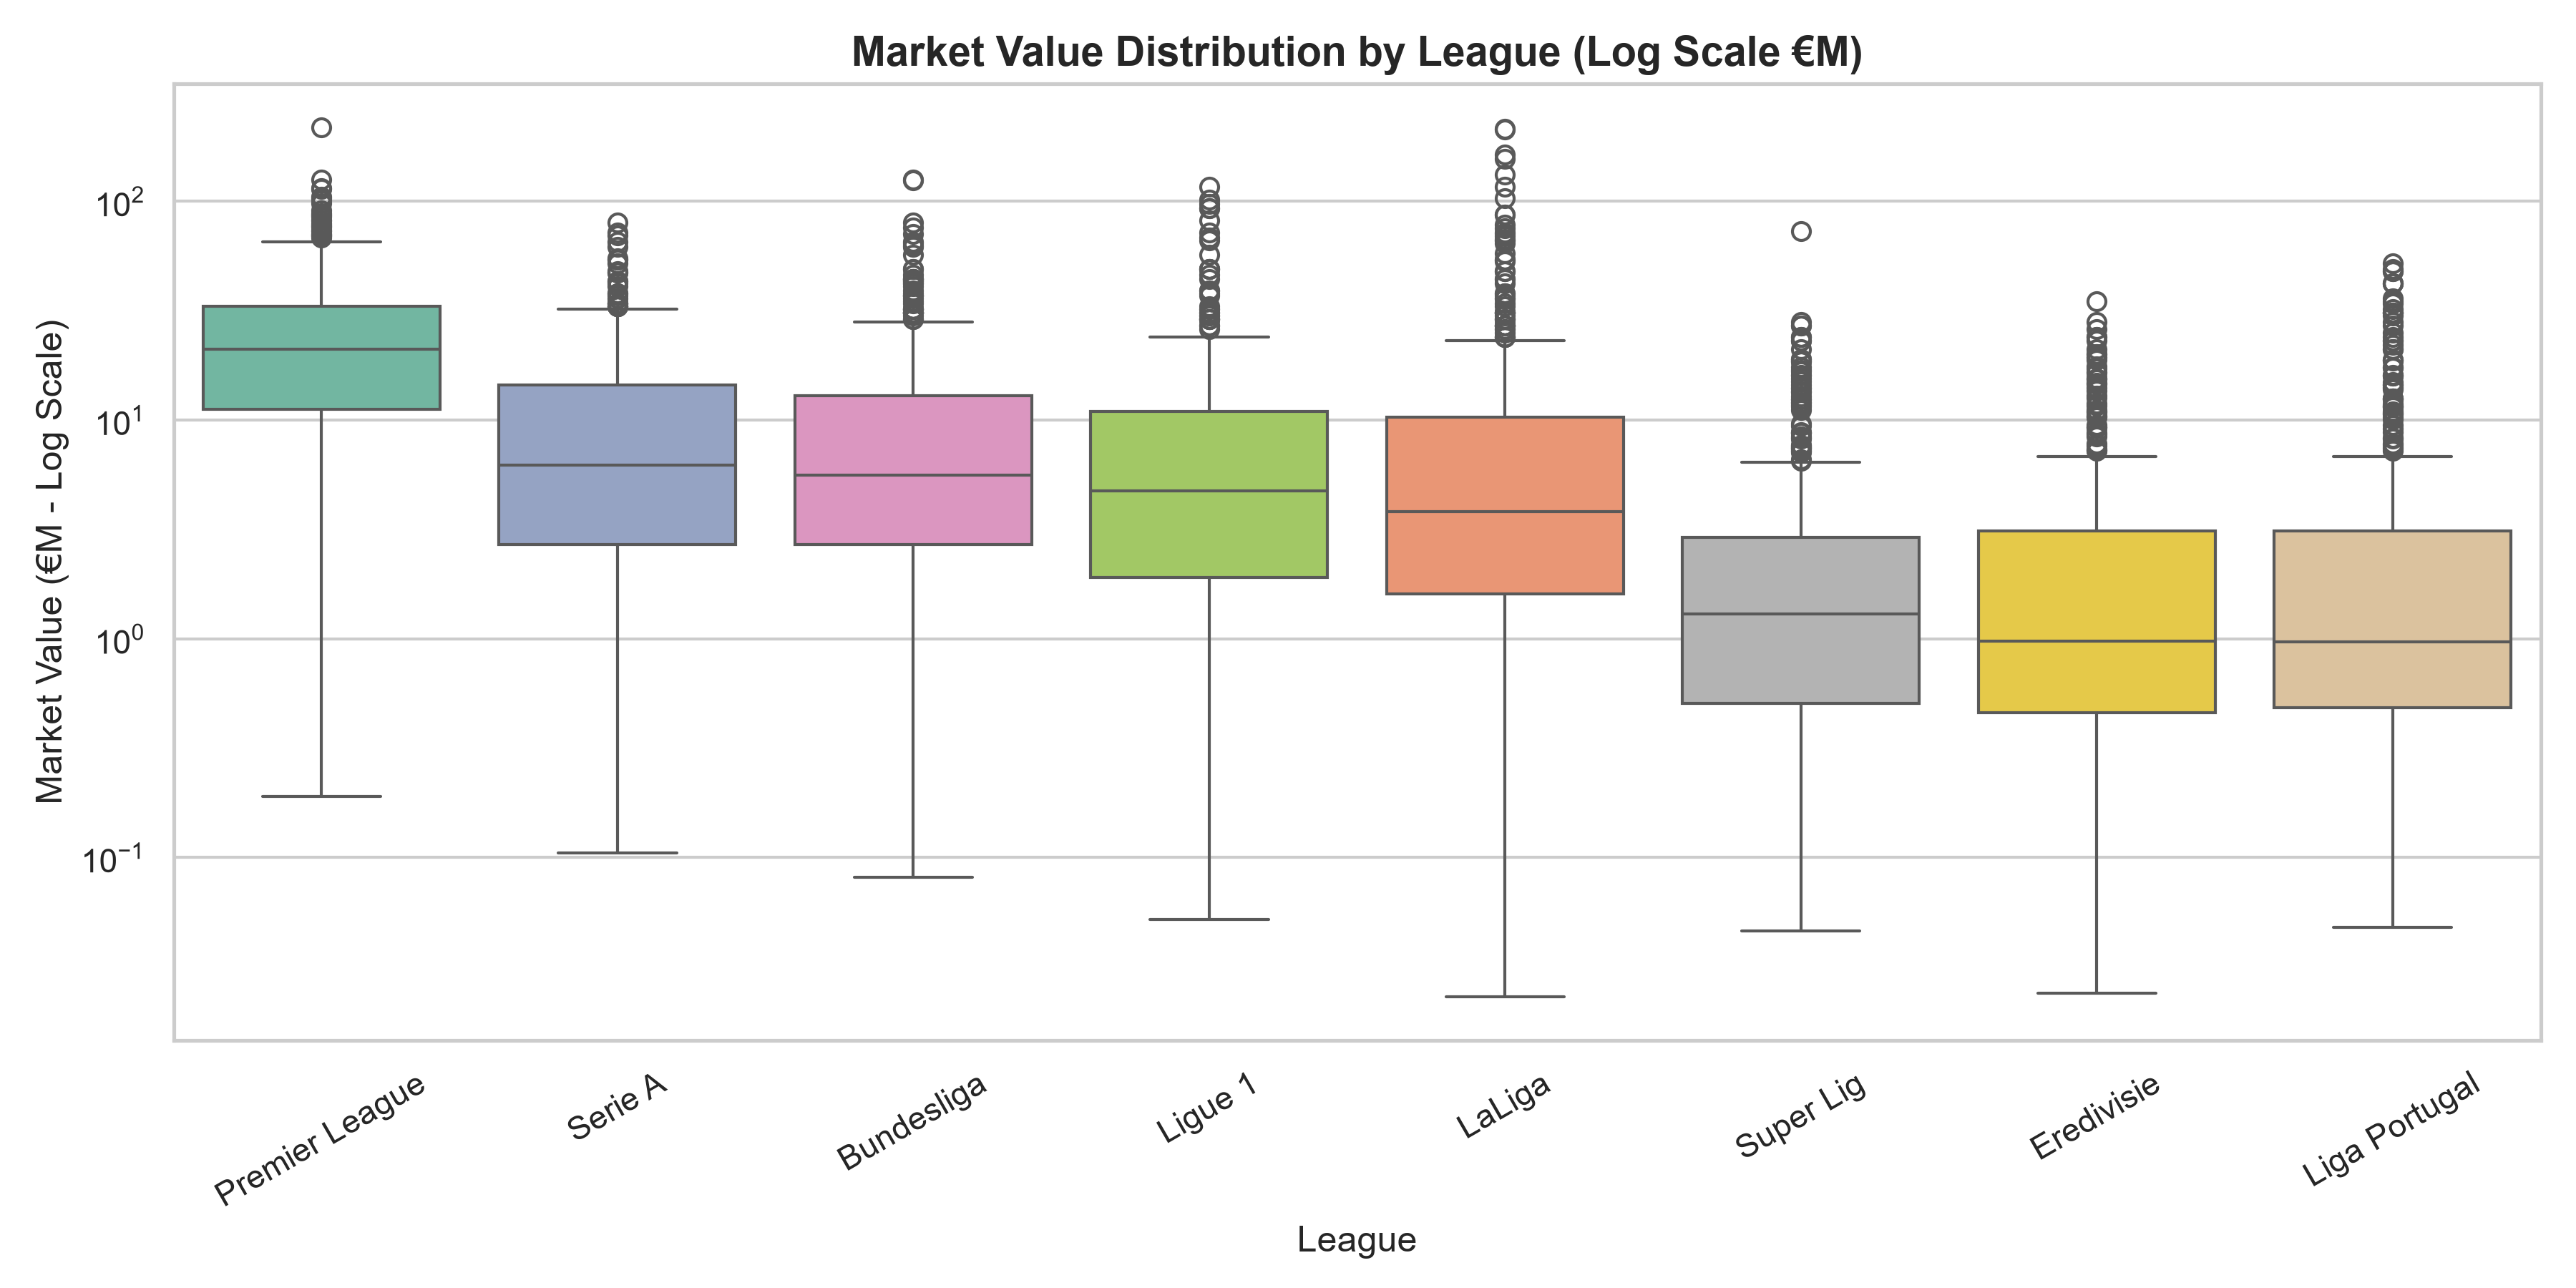 Market Value Distribution by League (Log Scale €M)
Market Value (€M - Log Scale)
10²
10¹
10⁰
10⁻¹
Premier League
Serie A
Bundesliga
Ligue 1
LaLiga
Super Lig
Eredivisie
Liga Portugal
League